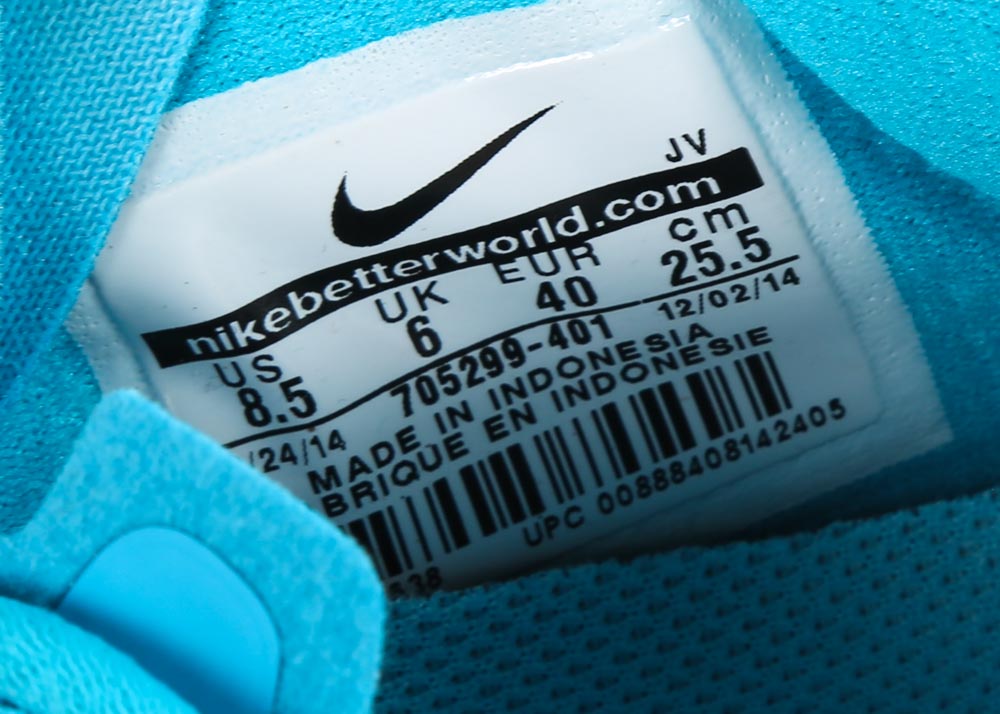 JV
nikebetterworld.com
US UK EUR cm
8.5 6 40 25.5
705299-401
/24/14 12/02/14
MADE IN INDONESIA
BRIQUE EN INDONESIE
UPC 00888408142405